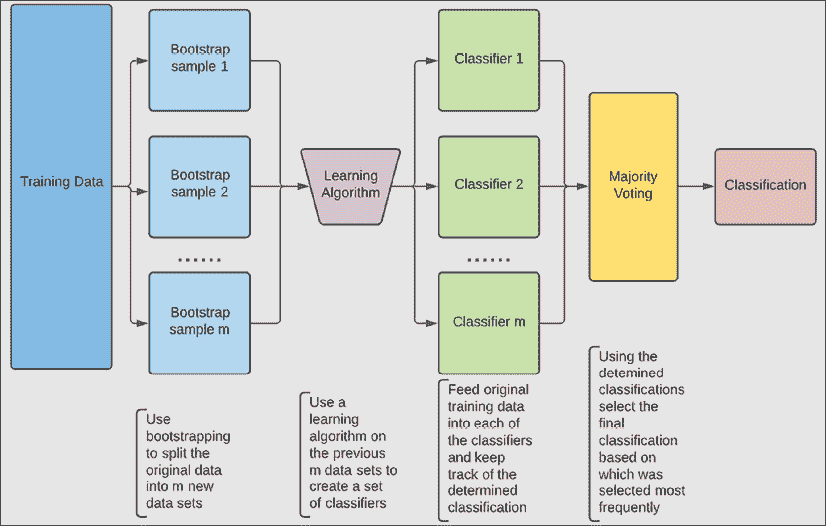 Training Data
Bootstrap
sample 1
Bootstrap
sample 2
......
Bootstrap
sample m
Learning
Algorithm
Classifier 1
Classifier 2
......
Classifier m
Majority
Voting
Classification
Use
bootstrapping
to split the
original data
into m new
data sets
Use a
learning
algorithm on
the previous
m data sets to
create a set
of classifiers
Feed original
training data
into each of
the classifiers
and keep
track of the
determined
classification
Using the
detemined
classifications
select the
final
classification
based on
which was
selected most
frequently